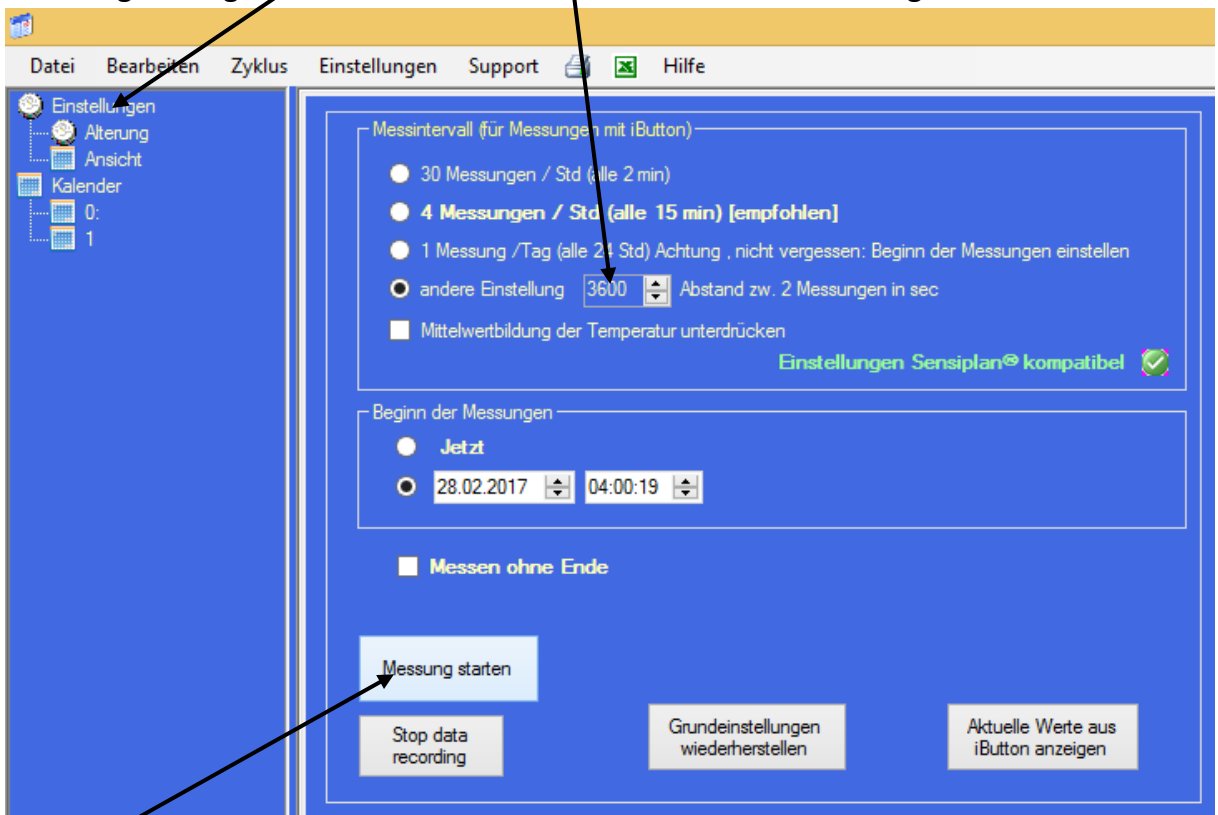 Datei Bearbeiten Zyklus Einstellungen Support Hilfe
Einstellungen
Alterung
Ansicht
Kalender
0:
1
Messintervall (für Messungen mit iButton)
30 Messungen / Std (alle 2 min)
4 Messungen / Std (alle 15 min) [empfohlen]
1 Messung /Tag (alle 24 Std) Achtung , nicht vergessen: Beginn der Messungen einstellen
andere Einstellung 3600 Abstand zw. 2 Messungen in sec
Mittelwertbildung der Temperatur unterdrücken
Einstellungen Sensiplan® kompatibel
Beginn der Messungen
Jetzt
28.02.2017 04:00:19
Messen ohne Ende
Messung starten
Stop data
recording
Grundeinstellungen
wiederherstellen
Aktuelle Werte aus
iButton anzeigen